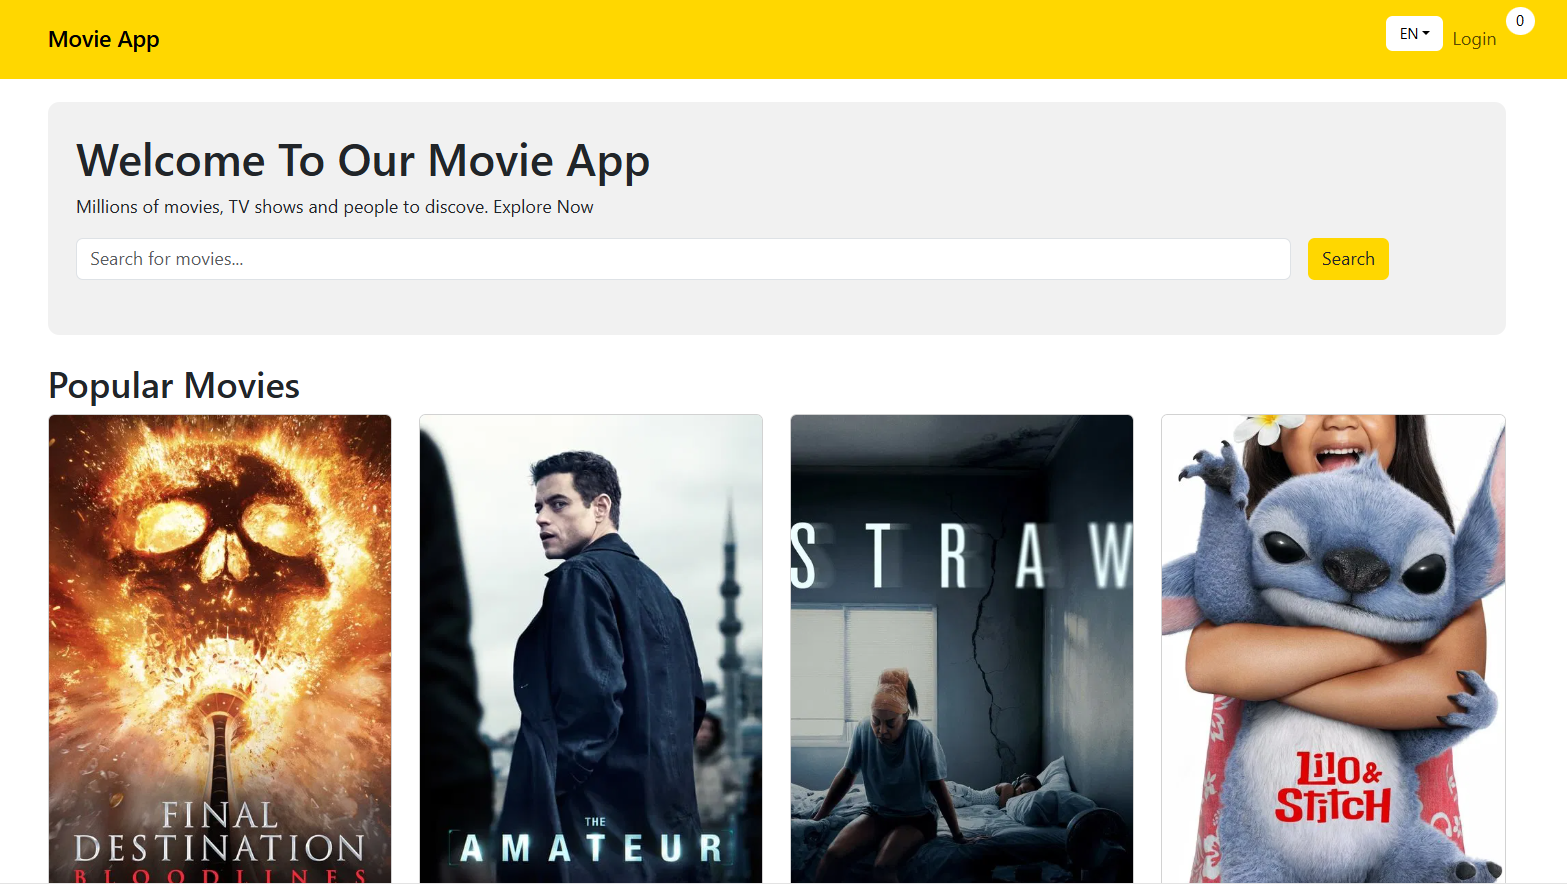 Movie App
EN
Login
0
Welcome To Our Movie App
Millions of movies, TV shows and people to discove. Explore Now
Search for movies...
Search
Popular Movies
FINAL
DESTINATION
BLOODLINES
THE
AMATEUR
STRAW
Lilo &
Stitch